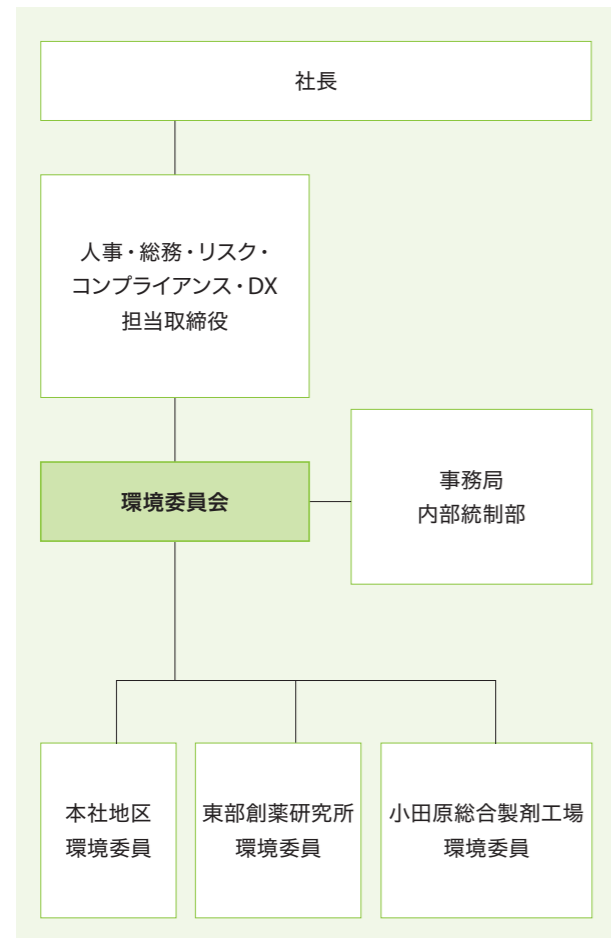 社長
人事・総務・リスク・
コンプライアンス・DX
担当取締役
環境委員会
事務局
内部統制部
本社地区
環境委員
東部創薬研究所
環境委員
小田原総合製剤工場
環境委員